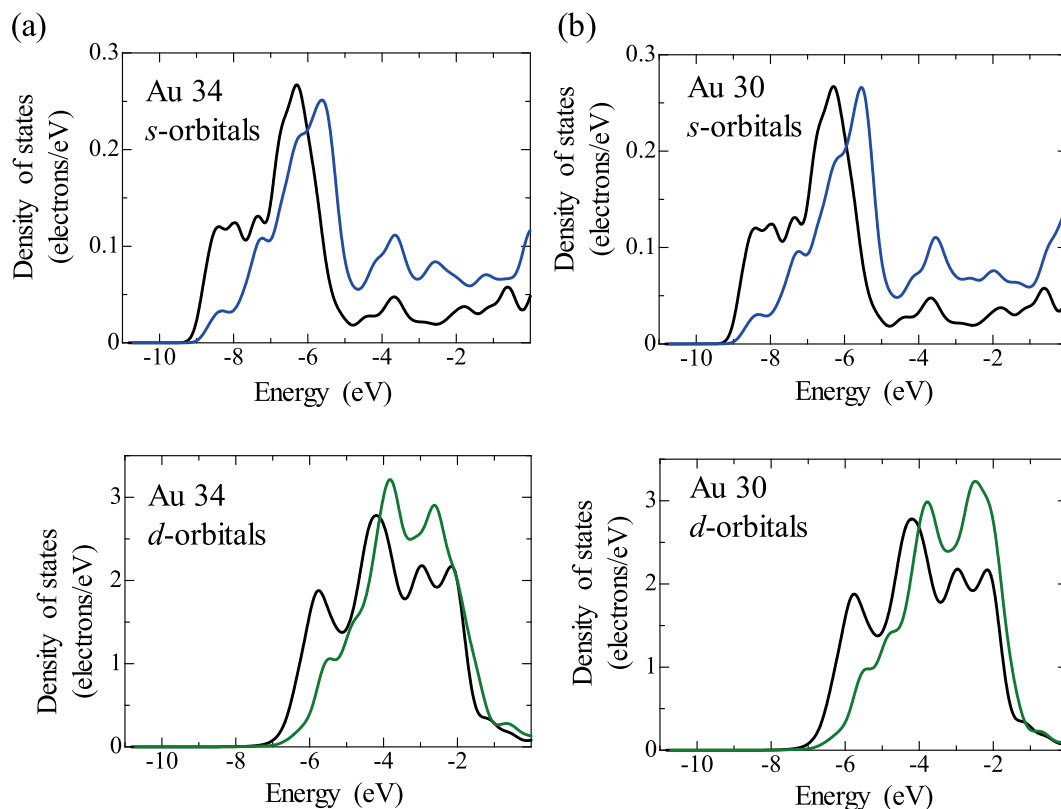 (a)
Au 34
s-orbitals
Density of states
(electrons/eV)
0.3
0.2
0.1
0
-10
-8
-6
-4
-2
Energy (eV)
(b)
Au 30
s-orbitals
Density of states
(electrons/eV)
0.3
0.2
0.1
0
-10
-8
-6
-4
-2
Energy (eV)
Au 34
d-orbitals
Density of states
(electrons/eV)
3
2
1
0
-10
-8
-6
-4
-2
Energy (eV)
Au 30
d-orbitals
Density of states
(electrons/eV)
3
2
1
0
-10
-8
-6
-4
-2
Energy (eV)